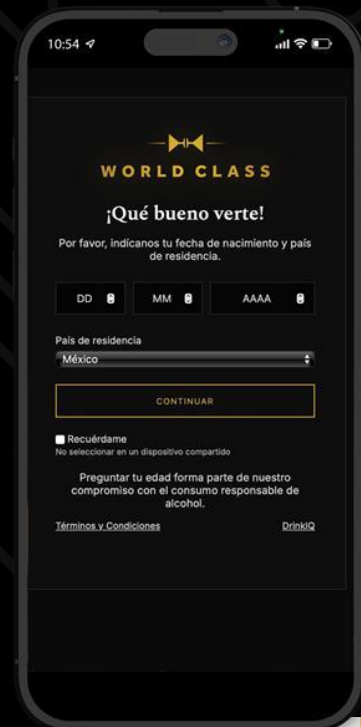 10:54
WORLD CLASS
¡Qué bueno verte!
Por favor, indícanos tu fecha de nacimiento y país
de residencia.
DD MM AAAA
País de residencia
México
CONTINUAR
Recuérdame
No seleccionar en un dispositivo compartido
Preguntar tu edad forma parte de nuestro
compromiso con el consumo responsable de
alcohol.
Términos y Condiciones DrinkIQ